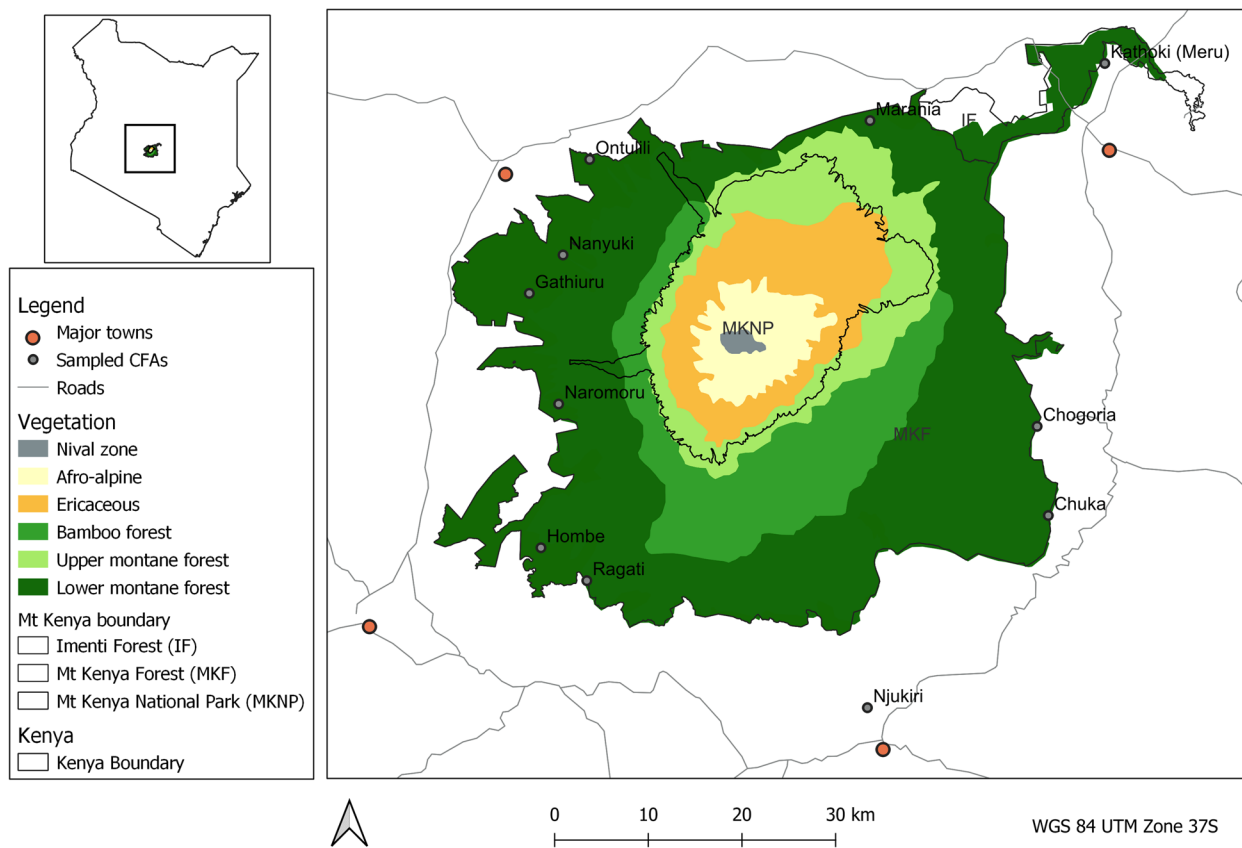 Kathoki (Meru)
Marania
IF
Ontulili
Nanyuki
Gathiuru
MKNP
Naromoru
Chogoria
MKF
Chuka
Hombe
Ragati
Njukiri
Legend
Major towns
Sampled CFAs
Roads
Vegetation
Nival zone
Afro-alpine
Ericaceous
Bamboo forest
Upper montane forest
Lower montane forest
Mt Kenya boundary
Imenti Forest (IF)
Mt Kenya Forest (MKF)
Mt Kenya National Park (MKNP)
Kenya
Kenya Boundary
0 10 20 30 km
WGS 84 UTM Zone 37S